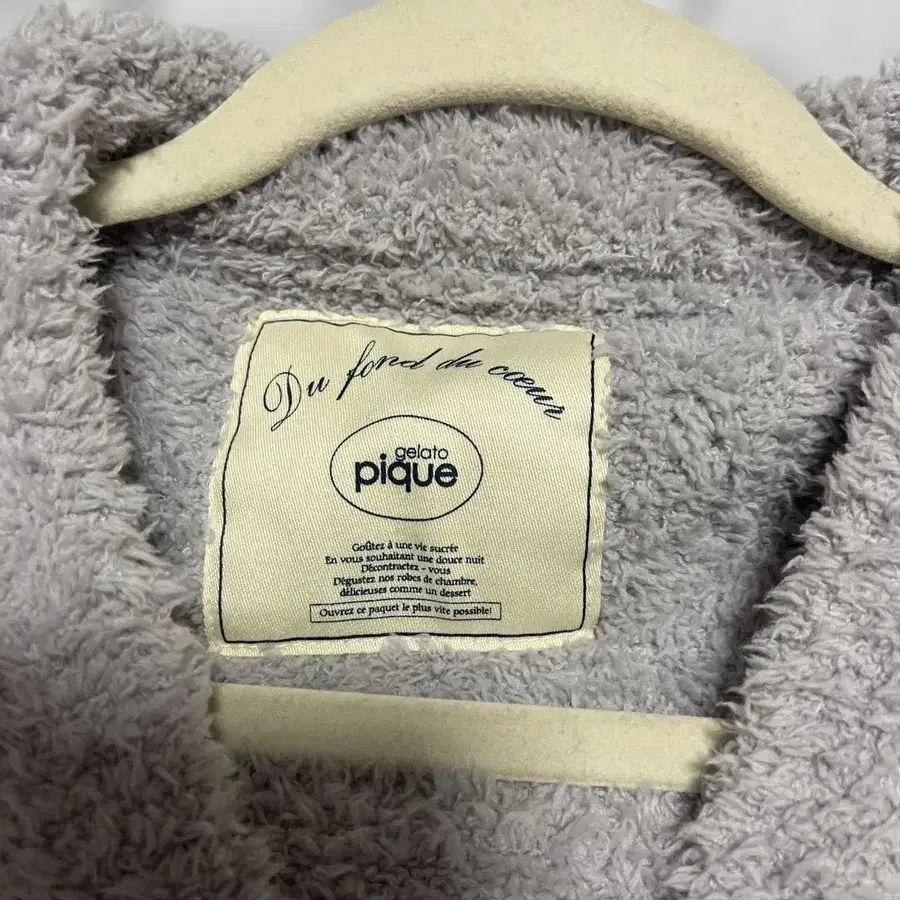 Du fond du cœur
gelato
pique
Goûtez à une vie sucrée
En vous souhaitant une douce nuit
Décontractez - vous
Dégustez nos robes de chambre,
délicieuses comme un dessert
Ouvrez ce paquet le plus vite possible!